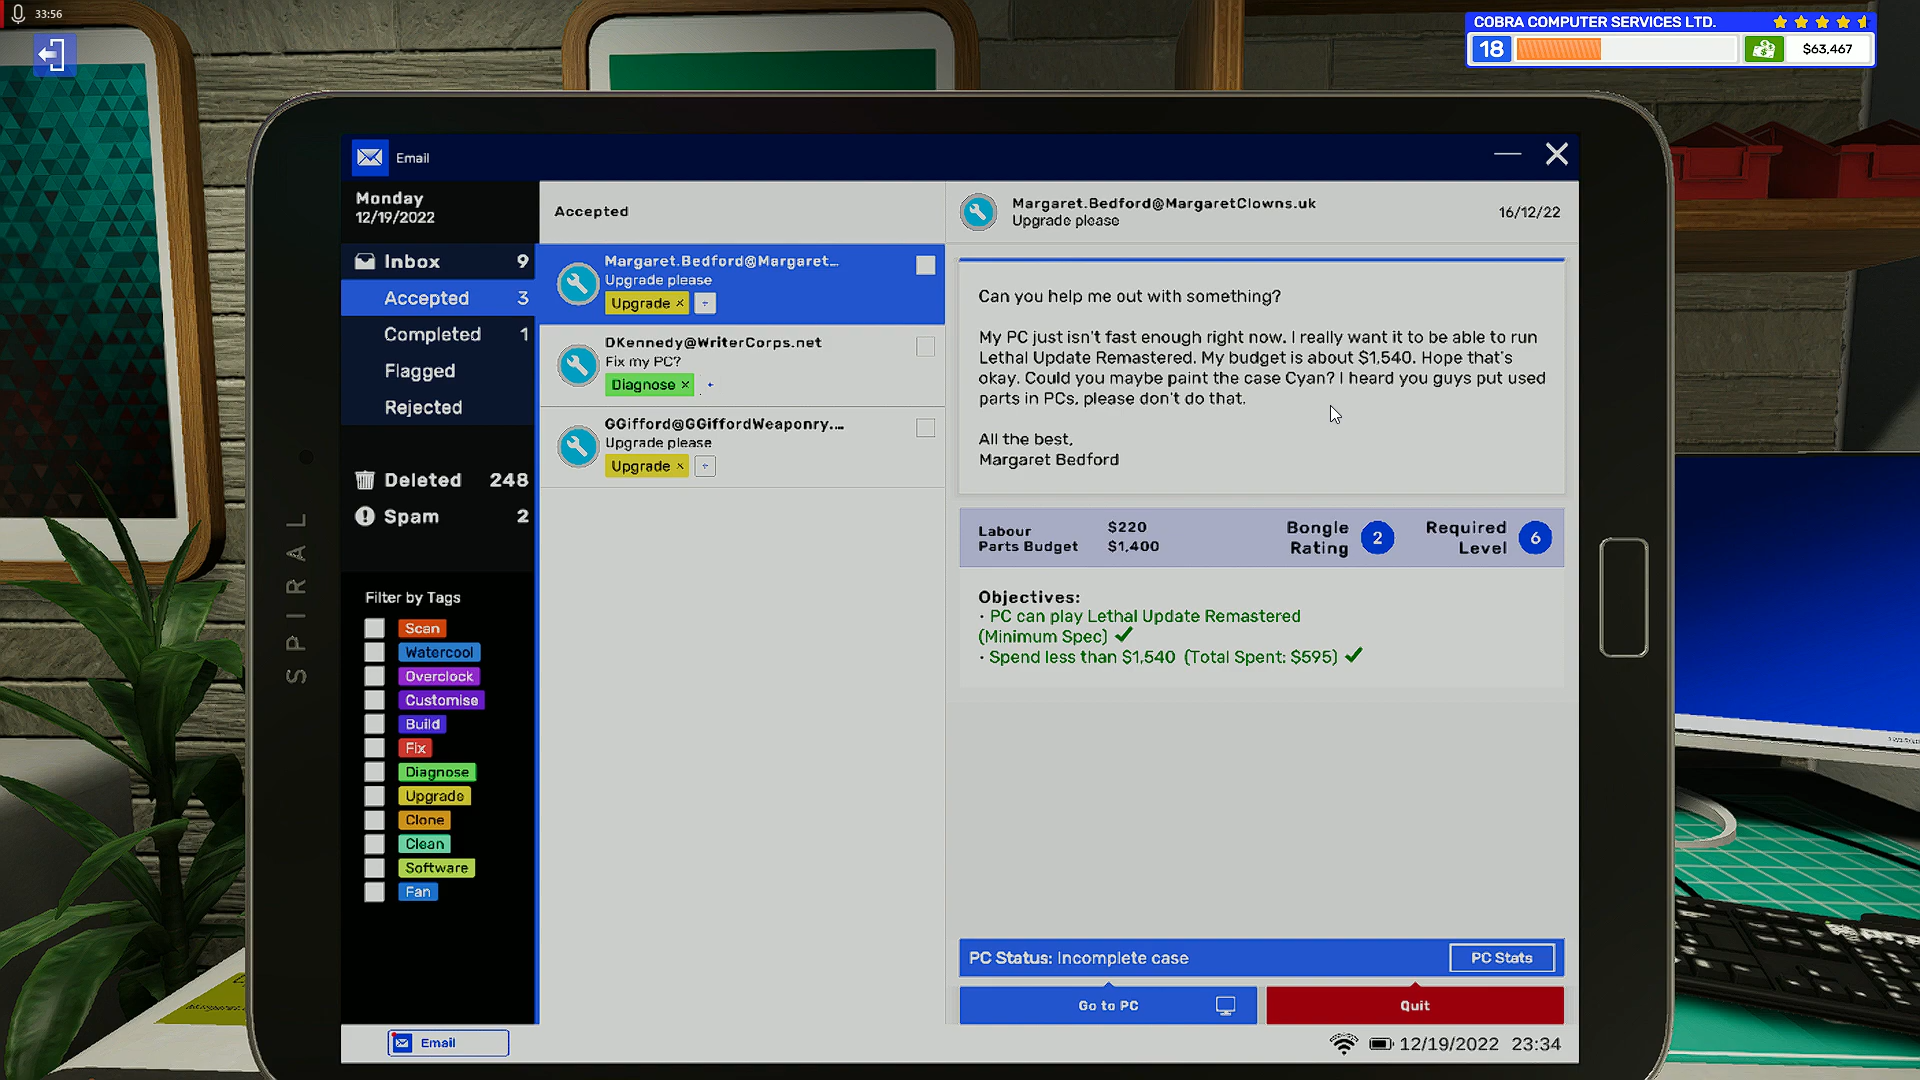 33:56
COBRA COMPUTER SERVICES LTD.
18
$63,467
Email
Monday
12/19/2022
Inbox 9
Accepted 3
Completed 1
Flagged
Rejected
Deleted 248
Spam 2
Filter by Tags
Scan
Watercool
Overclock
Customise
Build
Fix
Diagnose
Upgrade
Clone
Clean
Software
Fan
Accepted
Margaret.Bedford@Margaret...
Upgrade please
Upgrade × +
DKennedy@WriterCorps.net
Fix my PC?
Diagnose × +
GGifford@GGiffordWeaponry....
Upgrade please
Upgrade × +
Margaret.Bedford@MargaretClowns.uk
Upgrade please
16/12/22
Can you help me out with something?
My PC just isn't fast enough right now. I really want it to be able to run
Lethal Update Remastered. My budget is about $1,540. Hope that's
okay. Could you maybe paint the case Cyan? I heard you guys put used
parts in PCs, please don't do that.
All the best,
Margaret Bedford
Labour $220
Parts Budget $1,400
Bongle
Rating
2
Required
Level
6
Objectives:
· PC can play Lethal Update Remastered
(Minimum Spec) ✓
· Spend less than $1,540 (Total Spent: $595) ✓
PC Status: Incomplete case
PC Stats
Go to PC
Quit
Email
12/19/2022 23:34
SPIRAL